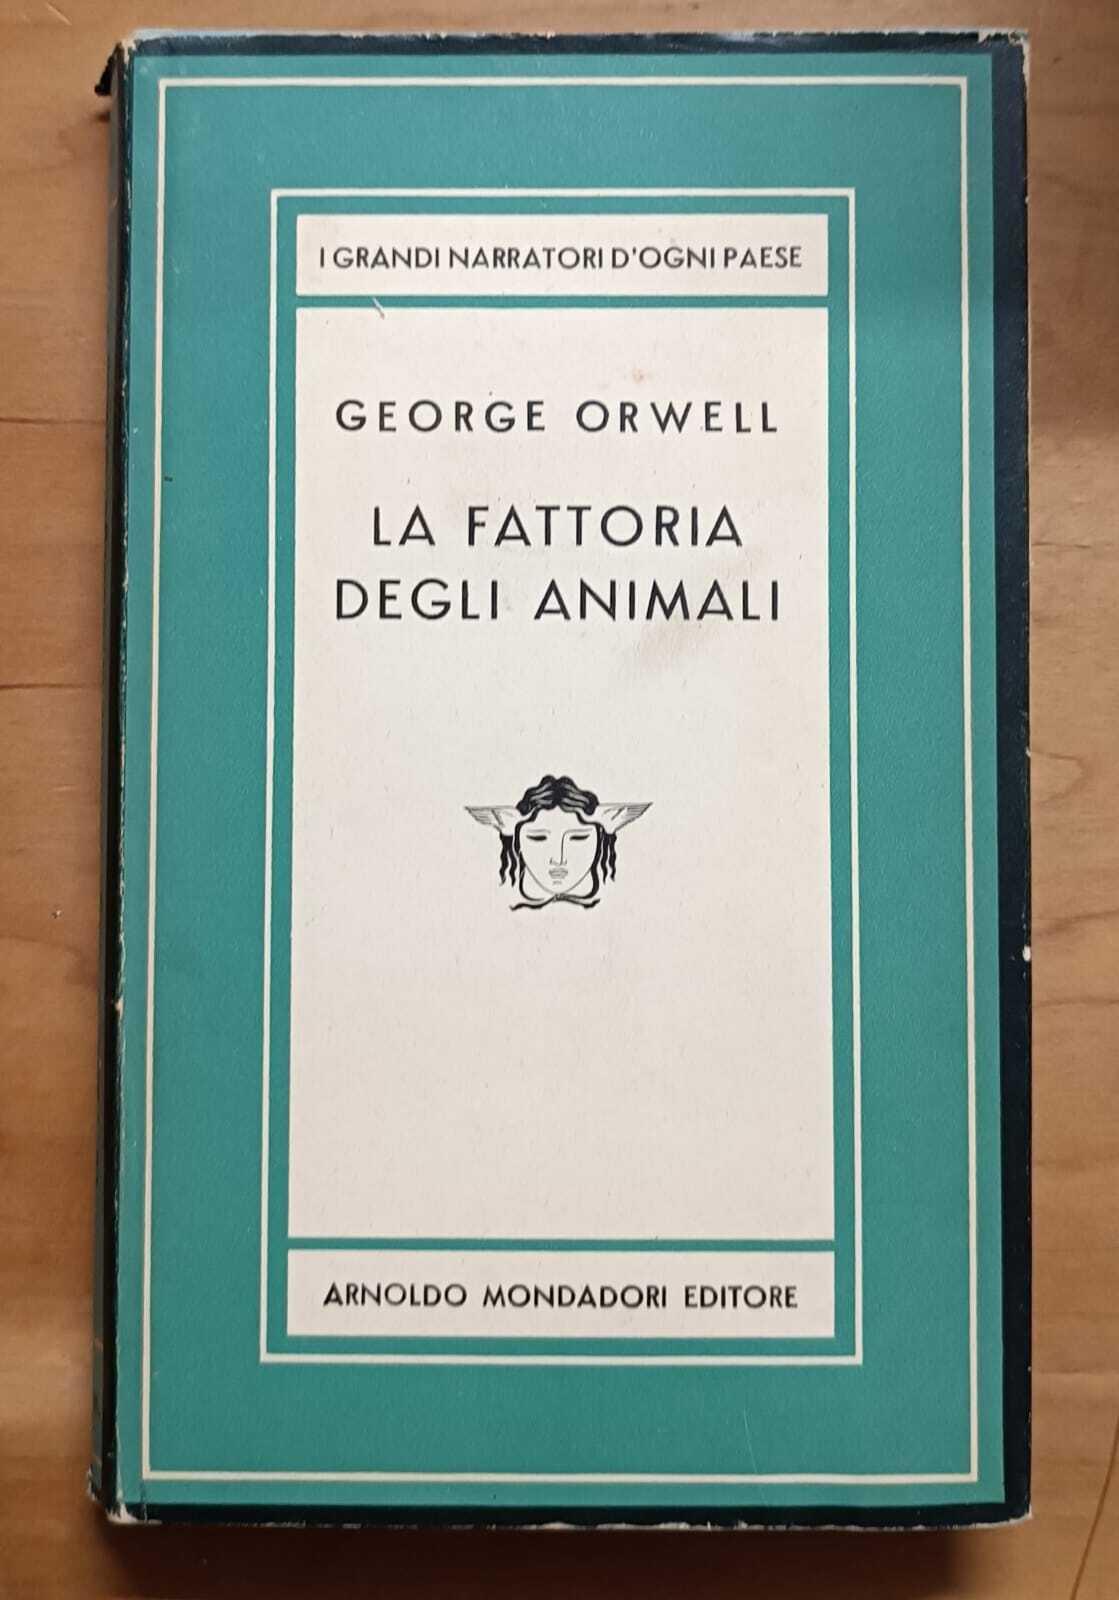 I GRANDI NARRATORI D'OGNI PAESE
GEORGE ORWELL
LA FATTORIA
DEGLI ANIMALI
ARNOLDO MONDADORI EDITORE